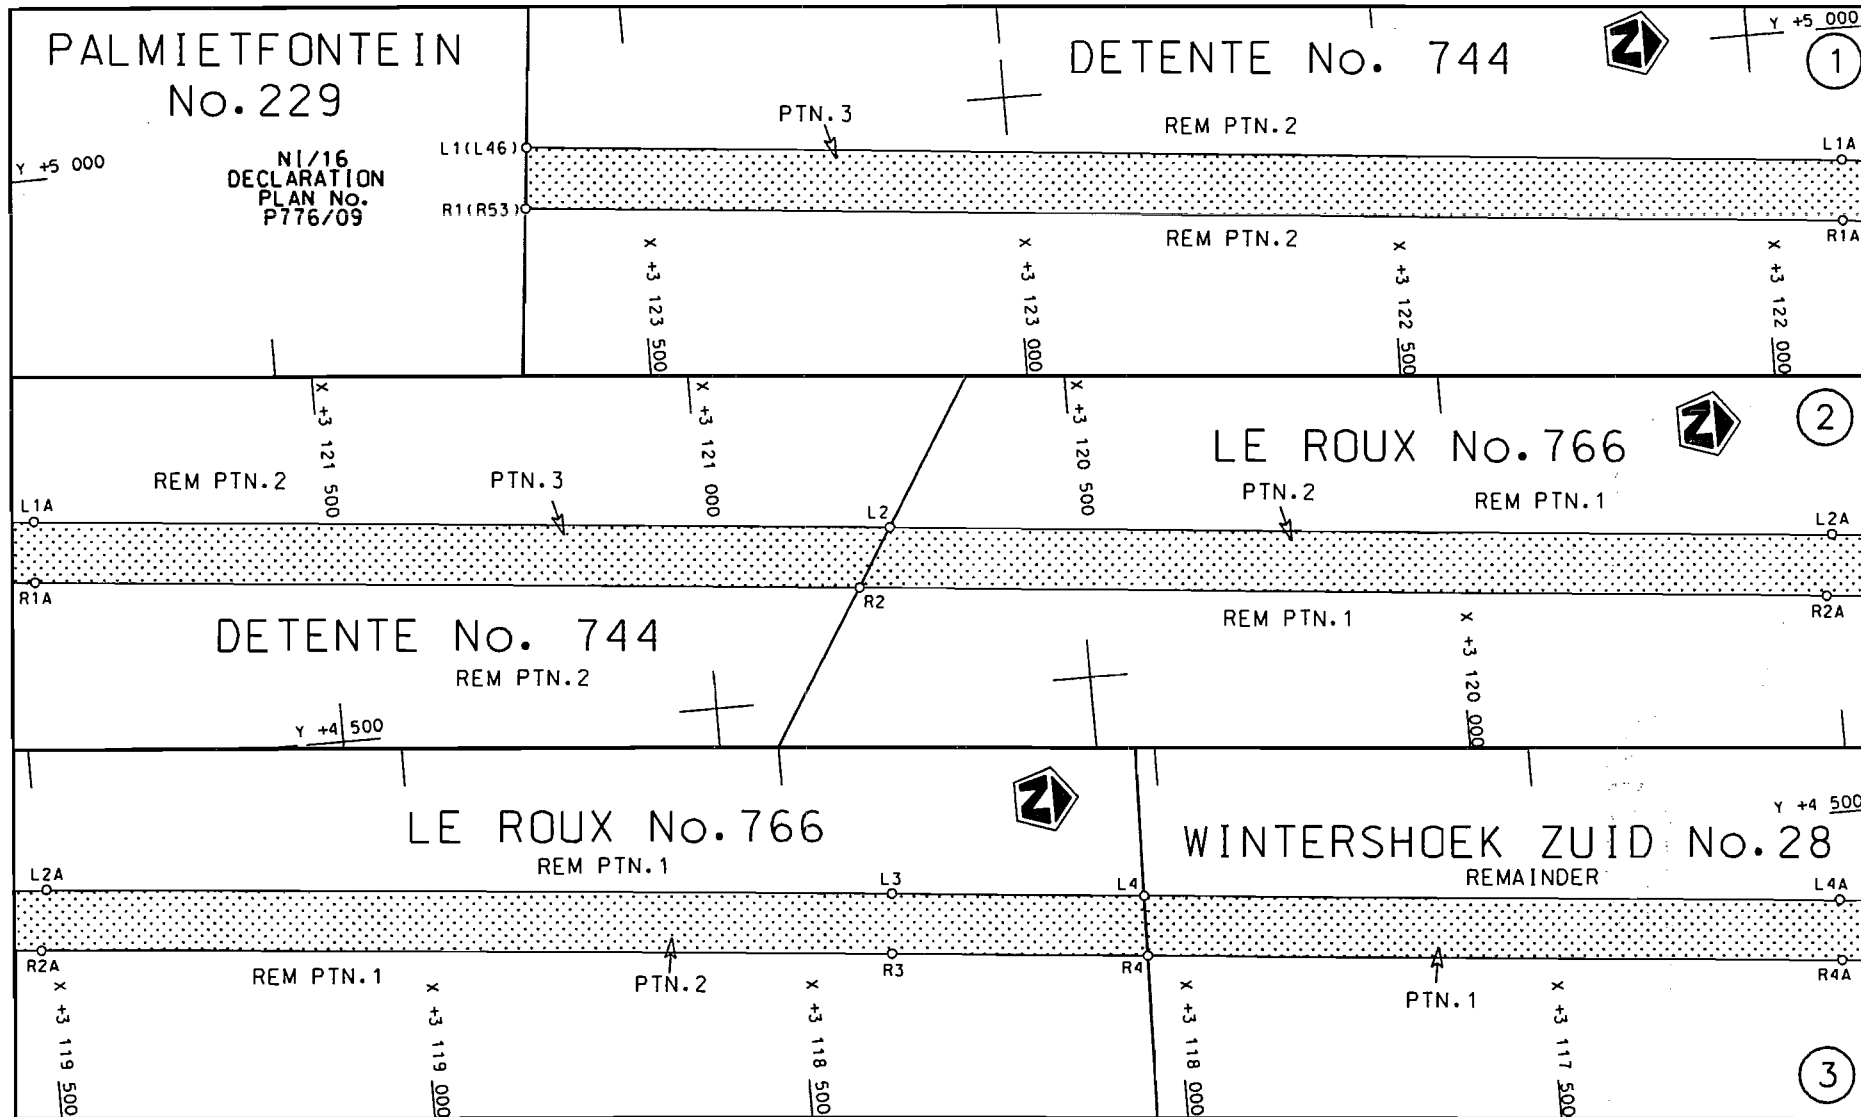 PALMIETFONTEIN
No.229
Y +5 000
N1/16
DECLARATION
PLAN No.
P776/09
L1(L46)
R1(R53)
PTN.3
DETENTE No. 744
REM PTN.2
REM PTN.2
Y +5 000
1
L1A
R1A
X +3 123 500
X +3 123 000
X +3 122 500
X +3 122 000
X +3 121 500
X +3 121 000
X +3 120 500
2
LE ROUX No.766
REM PTN.2
PTN.3
PTN.2
REM PTN.1
L1A
L2
L2A
R1A
R2
R2A
DETENTE No. 744
REM PTN.2
REM PTN.1
X +3 120 000
Y +4 500
LE ROUX No.766
REM PTN.1
Y +4 500
WINTERSHOEK ZUID No.28
REMAINDER
L2A
L3
L4
L4A
R2A
R3
R4
R4A
REM PTN.1
PTN.2
PTN.1
X +3 119 500
X +3 119 000
X +3 118 500
X +3 118 000
X +3 117 500
3